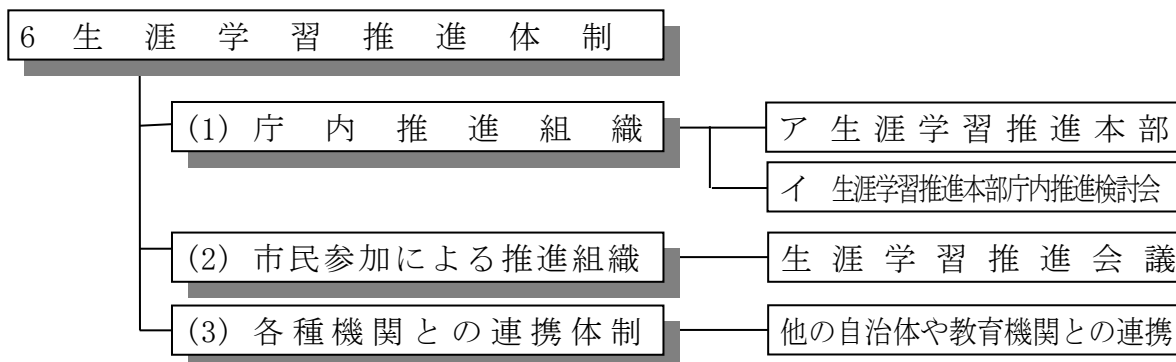 6 生涯学習推進体制
(1) 庁内推進組織
ア 生涯学習推進本部
イ 生涯学習推進本部庁内推進検討会
(2) 市民参加による推進組織
生涯学習推進会議
(3) 各種機関との連携体制
他の自治体や教育機関との連携